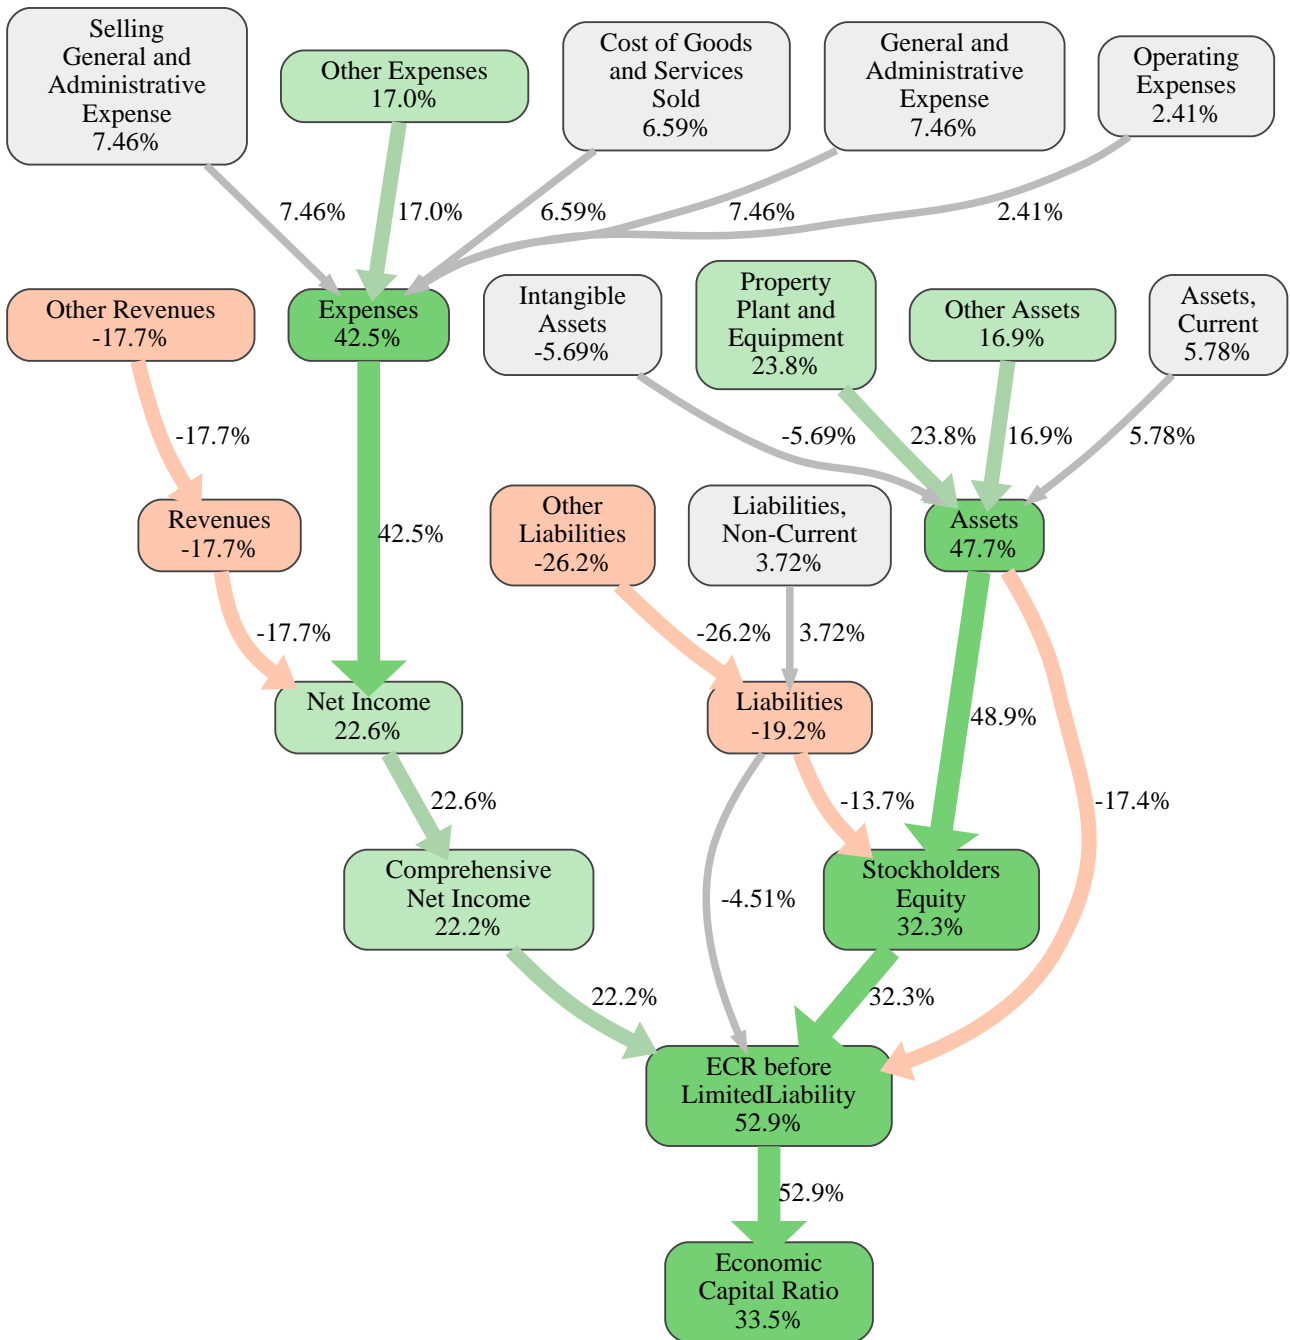 Selling
General and
Administrative
Expense
7.46%
Other Expenses
17.0%
Cost of Goods
and Services
Sold
6.59%
General and
Administrative
Expense
7.46%
Operating
Expenses
2.41%
7.46%
17.0%
6.59%
7.46%
2.41%
Other Revenues
-17.7%
Expenses
42.5%
Intangible
Assets
-5.69%
Property
Plant and
Equipment
23.8%
Other Assets
16.9%
Assets,
Current
5.78%
-17.7%
-5.69%
23.8%
16.9%
5.78%
Revenues
-17.7%
42.5%
Other
Liabilities
-26.2%
Liabilities,
Non-Current
3.72%
Assets
47.7%
-17.7%
-26.2%
3.72%
Net Income
22.6%
Liabilities
-19.2%
48.9%
22.6%
-13.7%
-17.4%
Comprehensive
Net Income
22.2%
-4.51%
Stockholders
Equity
32.3%
22.2%
32.3%
ECR before
LimitedLiability
52.9%
52.9%
Economic
Capital Ratio
33.5%